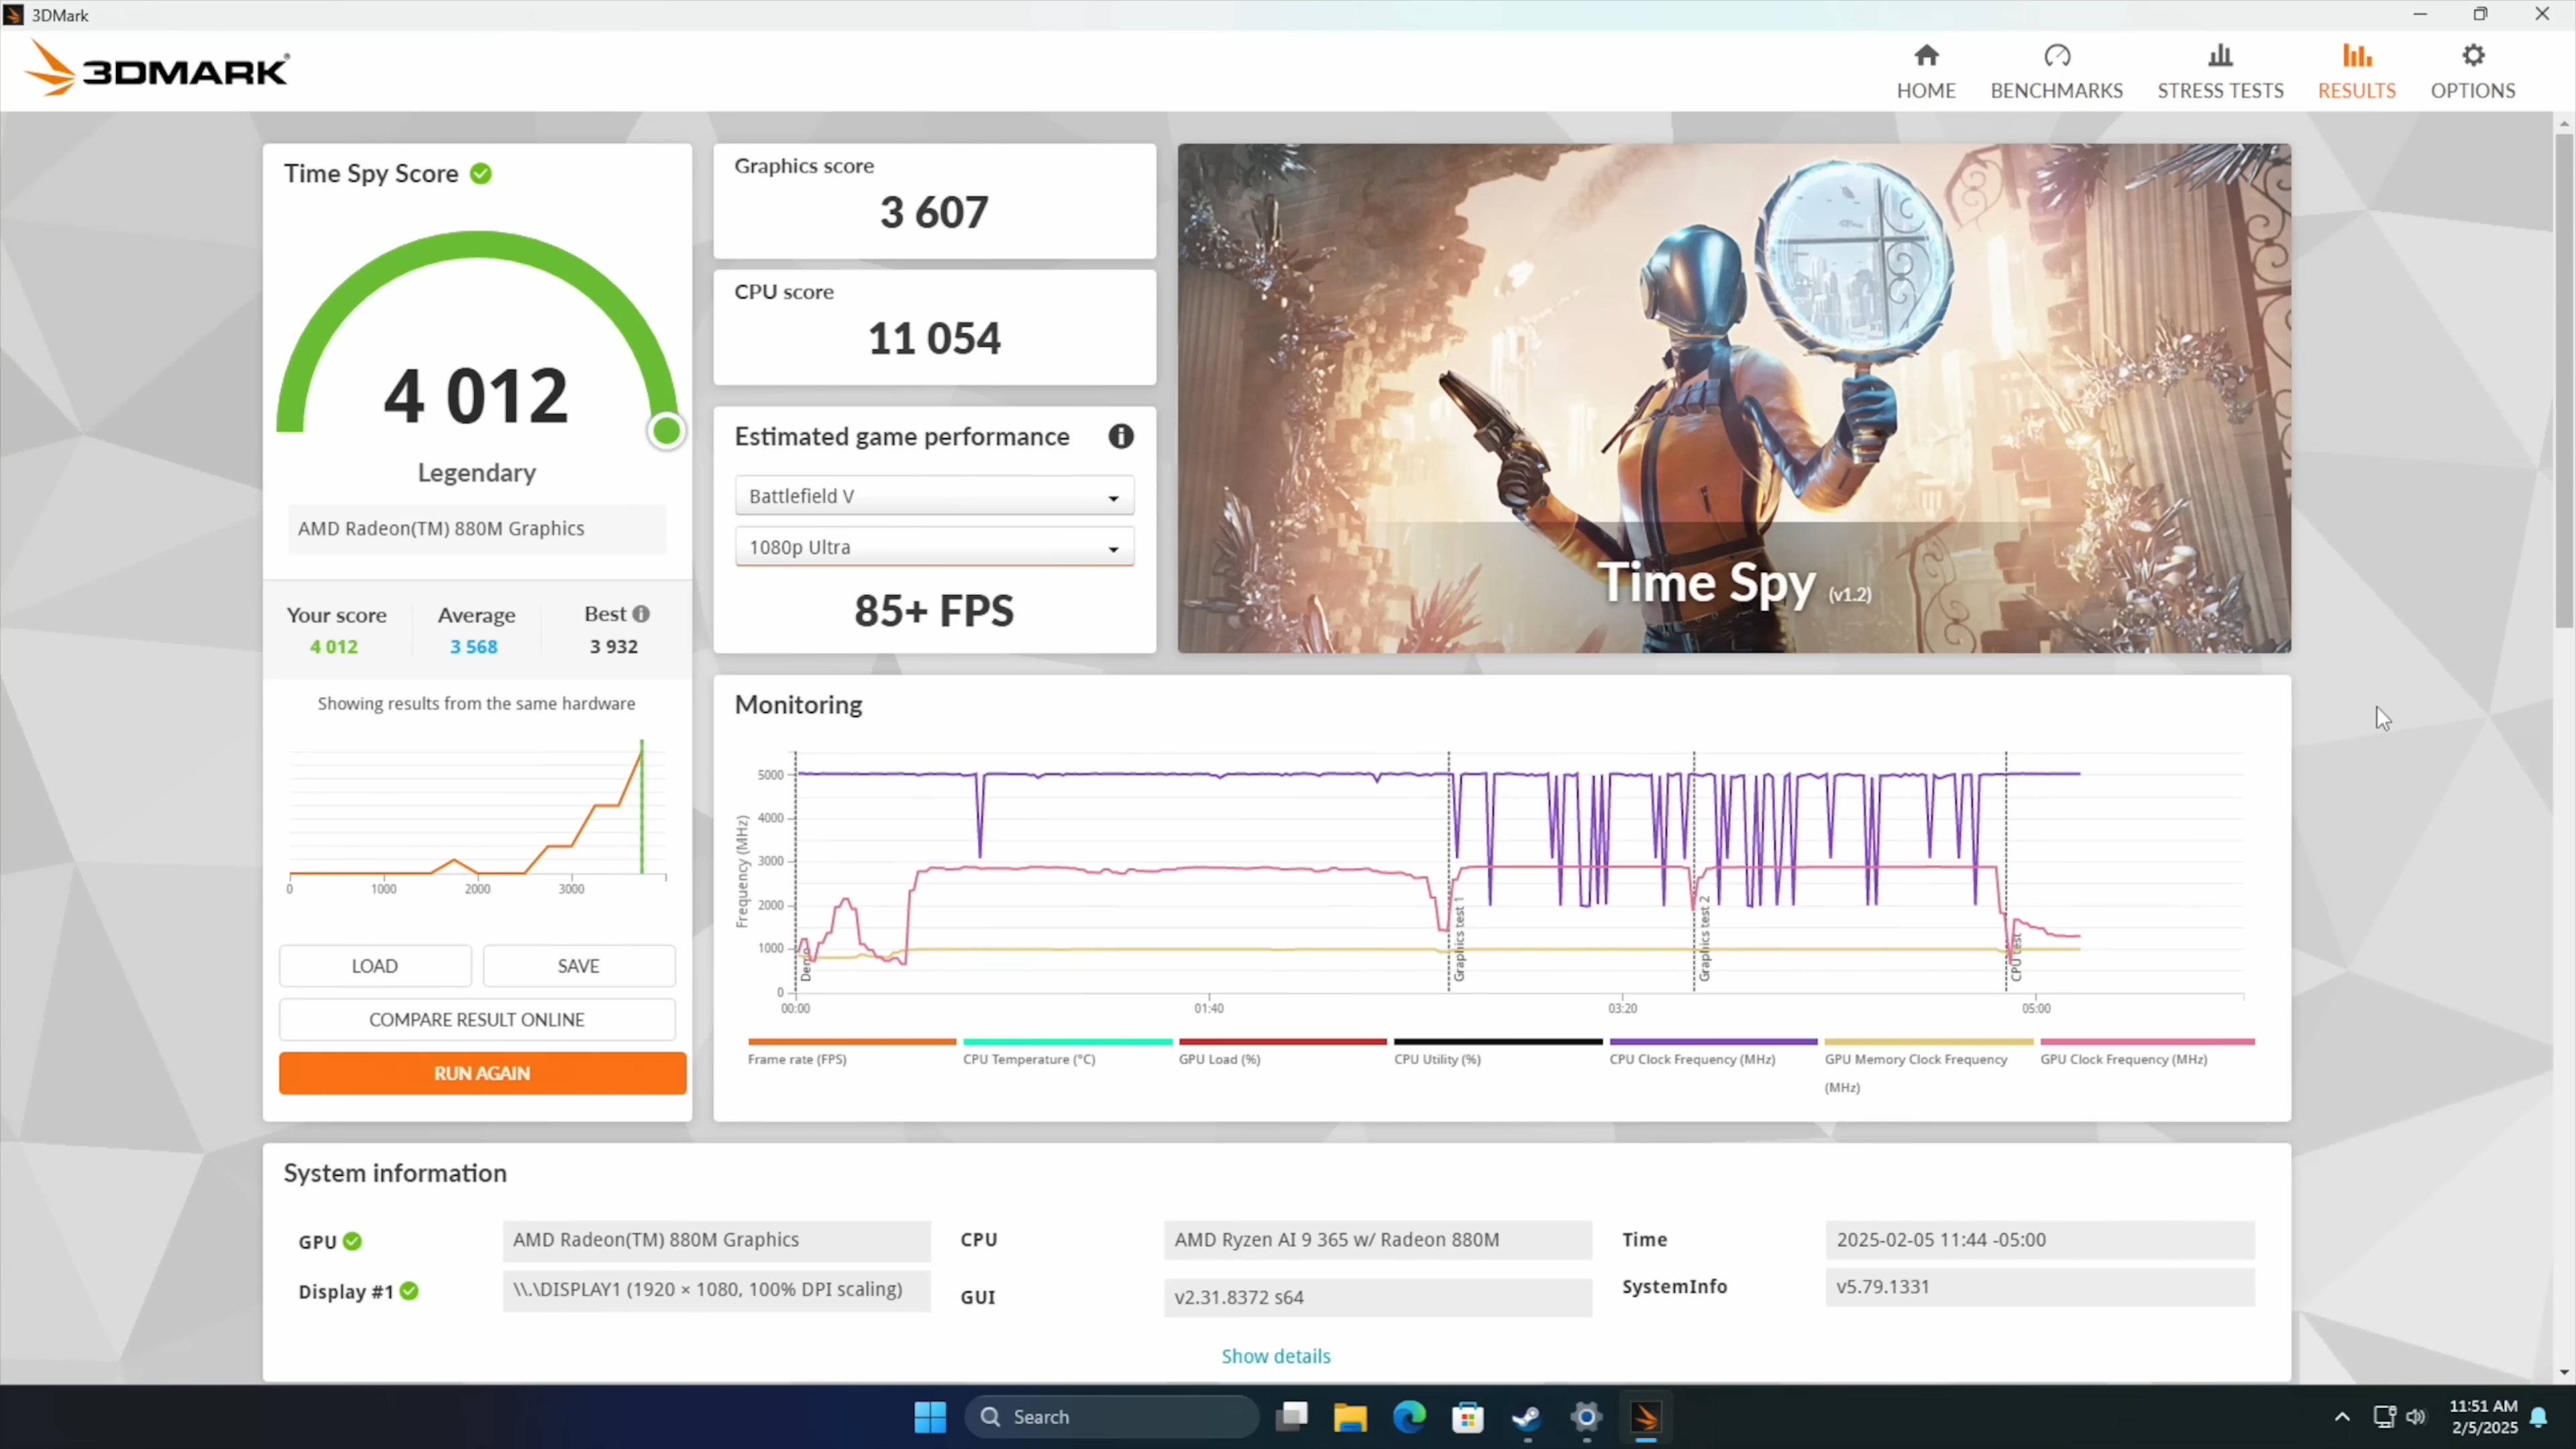 3DMark
3DMARK
HOME
BENCHMARKS
STRESS TESTS
RESULTS
OPTIONS
Time Spy Score
4 012
Legendary
AMD Radeon(TM) 880M Graphics
Your score
Average
Best
4 012
3 568
3 932
Showing results from the same hardware
0
1000
2000
3000
LOAD
SAVE
COMPARE RESULT ONLINE
RUN AGAIN
Graphics score
3 607
CPU score
11 054
Estimated game performance
Battlefield V
1080p Ultra
85+ FPS
Time Spy (v1.2)
Monitoring
Frequency (MHz)
5000
4000
3000
2000
1000
0
Demo
Graphics test 1
Graphics test 2
CPU test
00:00
01:40
03:20
05:00
Frame rate (FPS)
CPU Temperature (°C)
GPU Load (%)
CPU Utility (%)
CPU Clock Frequency (MHz)
GPU Memory Clock Frequency
(MHz)
GPU Clock Frequency (MHz)
System information
GPU
AMD Radeon(TM) 880M Graphics
Display #1
\\.\DISPLAY1 (1920 × 1080, 100% DPI scaling)
CPU
AMD Ryzen AI 9 365 w/ Radeon 880M
GUI
v2.31.8372 s64
Time
2025-02-05 11:44 -05:00
SystemInfo
v5.79.1331
Show details
Search
11:51 AM
2/5/2025